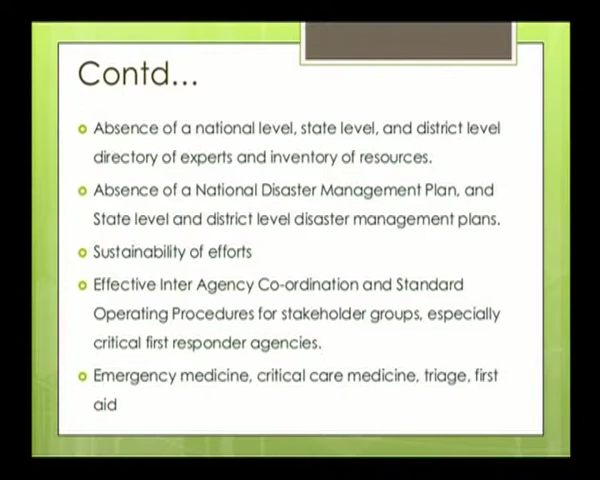 Contd...
Absence of a national level, state level, and district level
directory of experts and inventory of resources.
Absence of a National Disaster Management Plan, and
State level and district level disaster management plans.
Sustainability of efforts
Effective Inter Agency Co-ordination and Standard
Operating Procedures for stakeholder groups, especially
critical first responder agencies.
Emergency medicine, critical care medicine, triage, first
aid